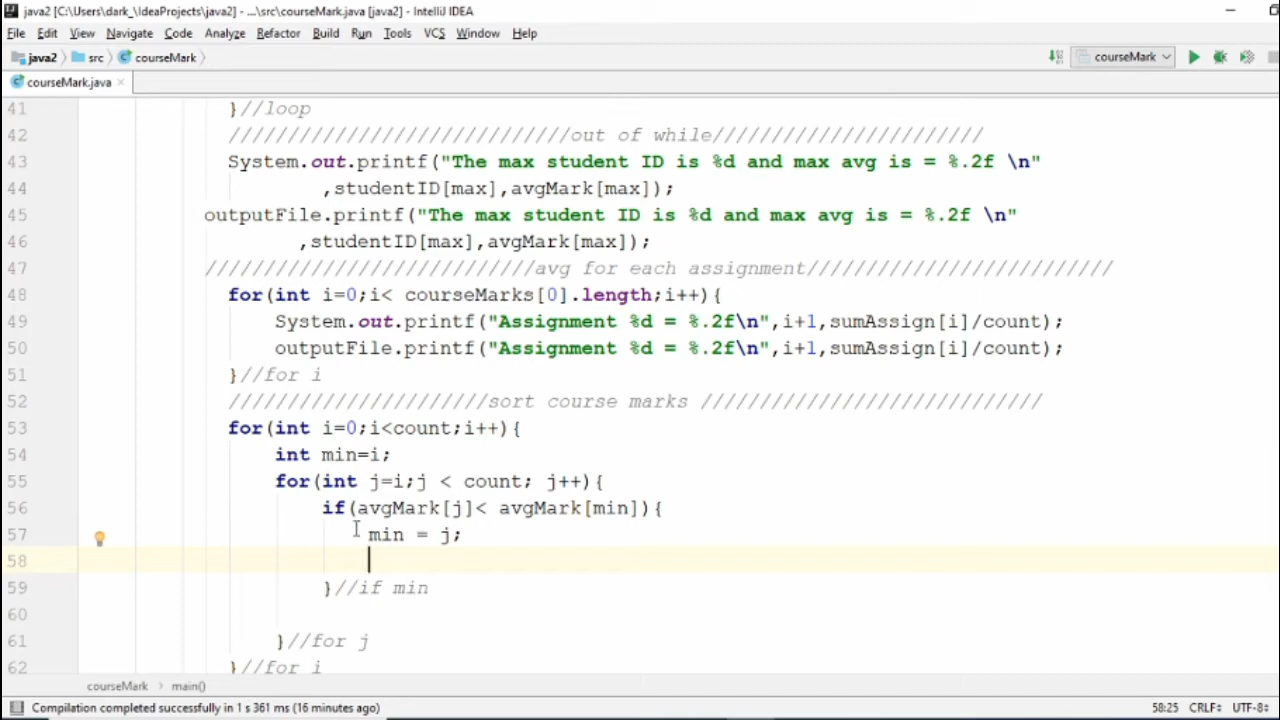 java2 [C:\Users\dark_\IdeaProjects\java2] - ...\src\courseMark.java [java2] - IntelliJ IDEA
File Edit View Navigate Code Analyze Refactor Build Run Tools VCS Window Help
java2 src courseMark courseMark
courseMark.java
41 }//loop
42 /////////////////////////////out of while///////////////////////
43 System.out.printf("The max student ID is %d and max avg is = %.2f \n"
44 ,studentID[max],avgMark[max]);
45 outputFile.printf("The max student ID is %d and max avg is = %.2f \n"
46 ,studentID[max],avgMark[max]);
47 ////////////////////////////avg for each assignment//////////////////////////
48 for(int i=0;i< courseMarks[0].length;i++){
49 System.out.printf("Assignment %d = %.2f\n",i+1,sumAssign[i]/count);
50 outputFile.printf("Assignment %d = %.2f\n",i+1,sumAssign[i]/count);
51 }//for i
52 //////////////////////sort course marks /////////////////////////////
53 for(int i=0;i<count;i++){
54 int min=i;
55 for(int j=i;j < count; j++){
56 if(avgMark[j]< avgMark[min]){
57 min = j;
58
59 }//if min
60
61 }//for j
62 }//for i
courseMark main()
Compilation completed successfully in 1 s 361 ms (16 minutes ago) 58:25 CRLF UTF-8